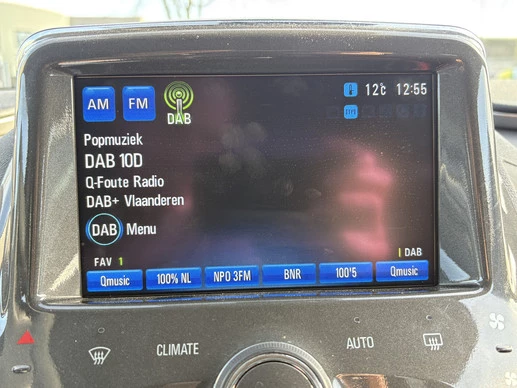 AM FM DAB 12°c 12:55
Popmuziek
DAB 10D
Q-Foute Radio
DAB+ Vlaanderen
DAB Menu
FAV 1 DAB
Qmusic 100% NL NPO 3FM BNR 100'5 Qmusic
CLIMATE AUTO